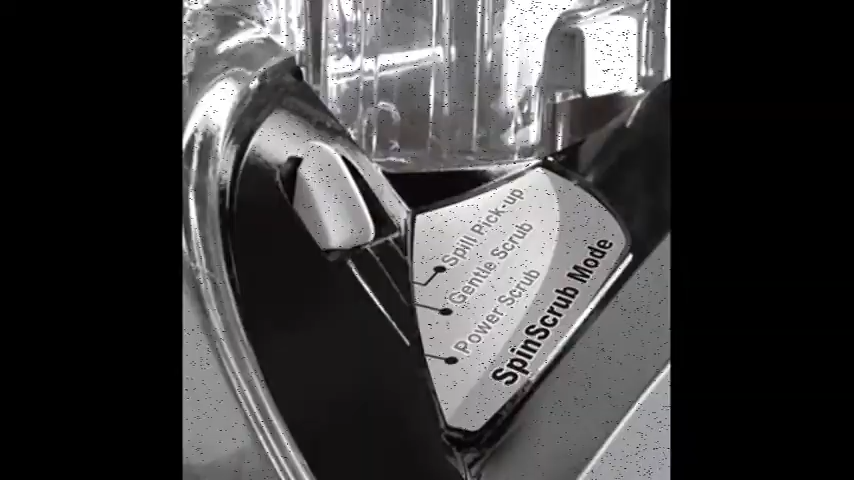 Spill Pick-up
Gentle Scrub
Power Scrub
SpinScrub Mode